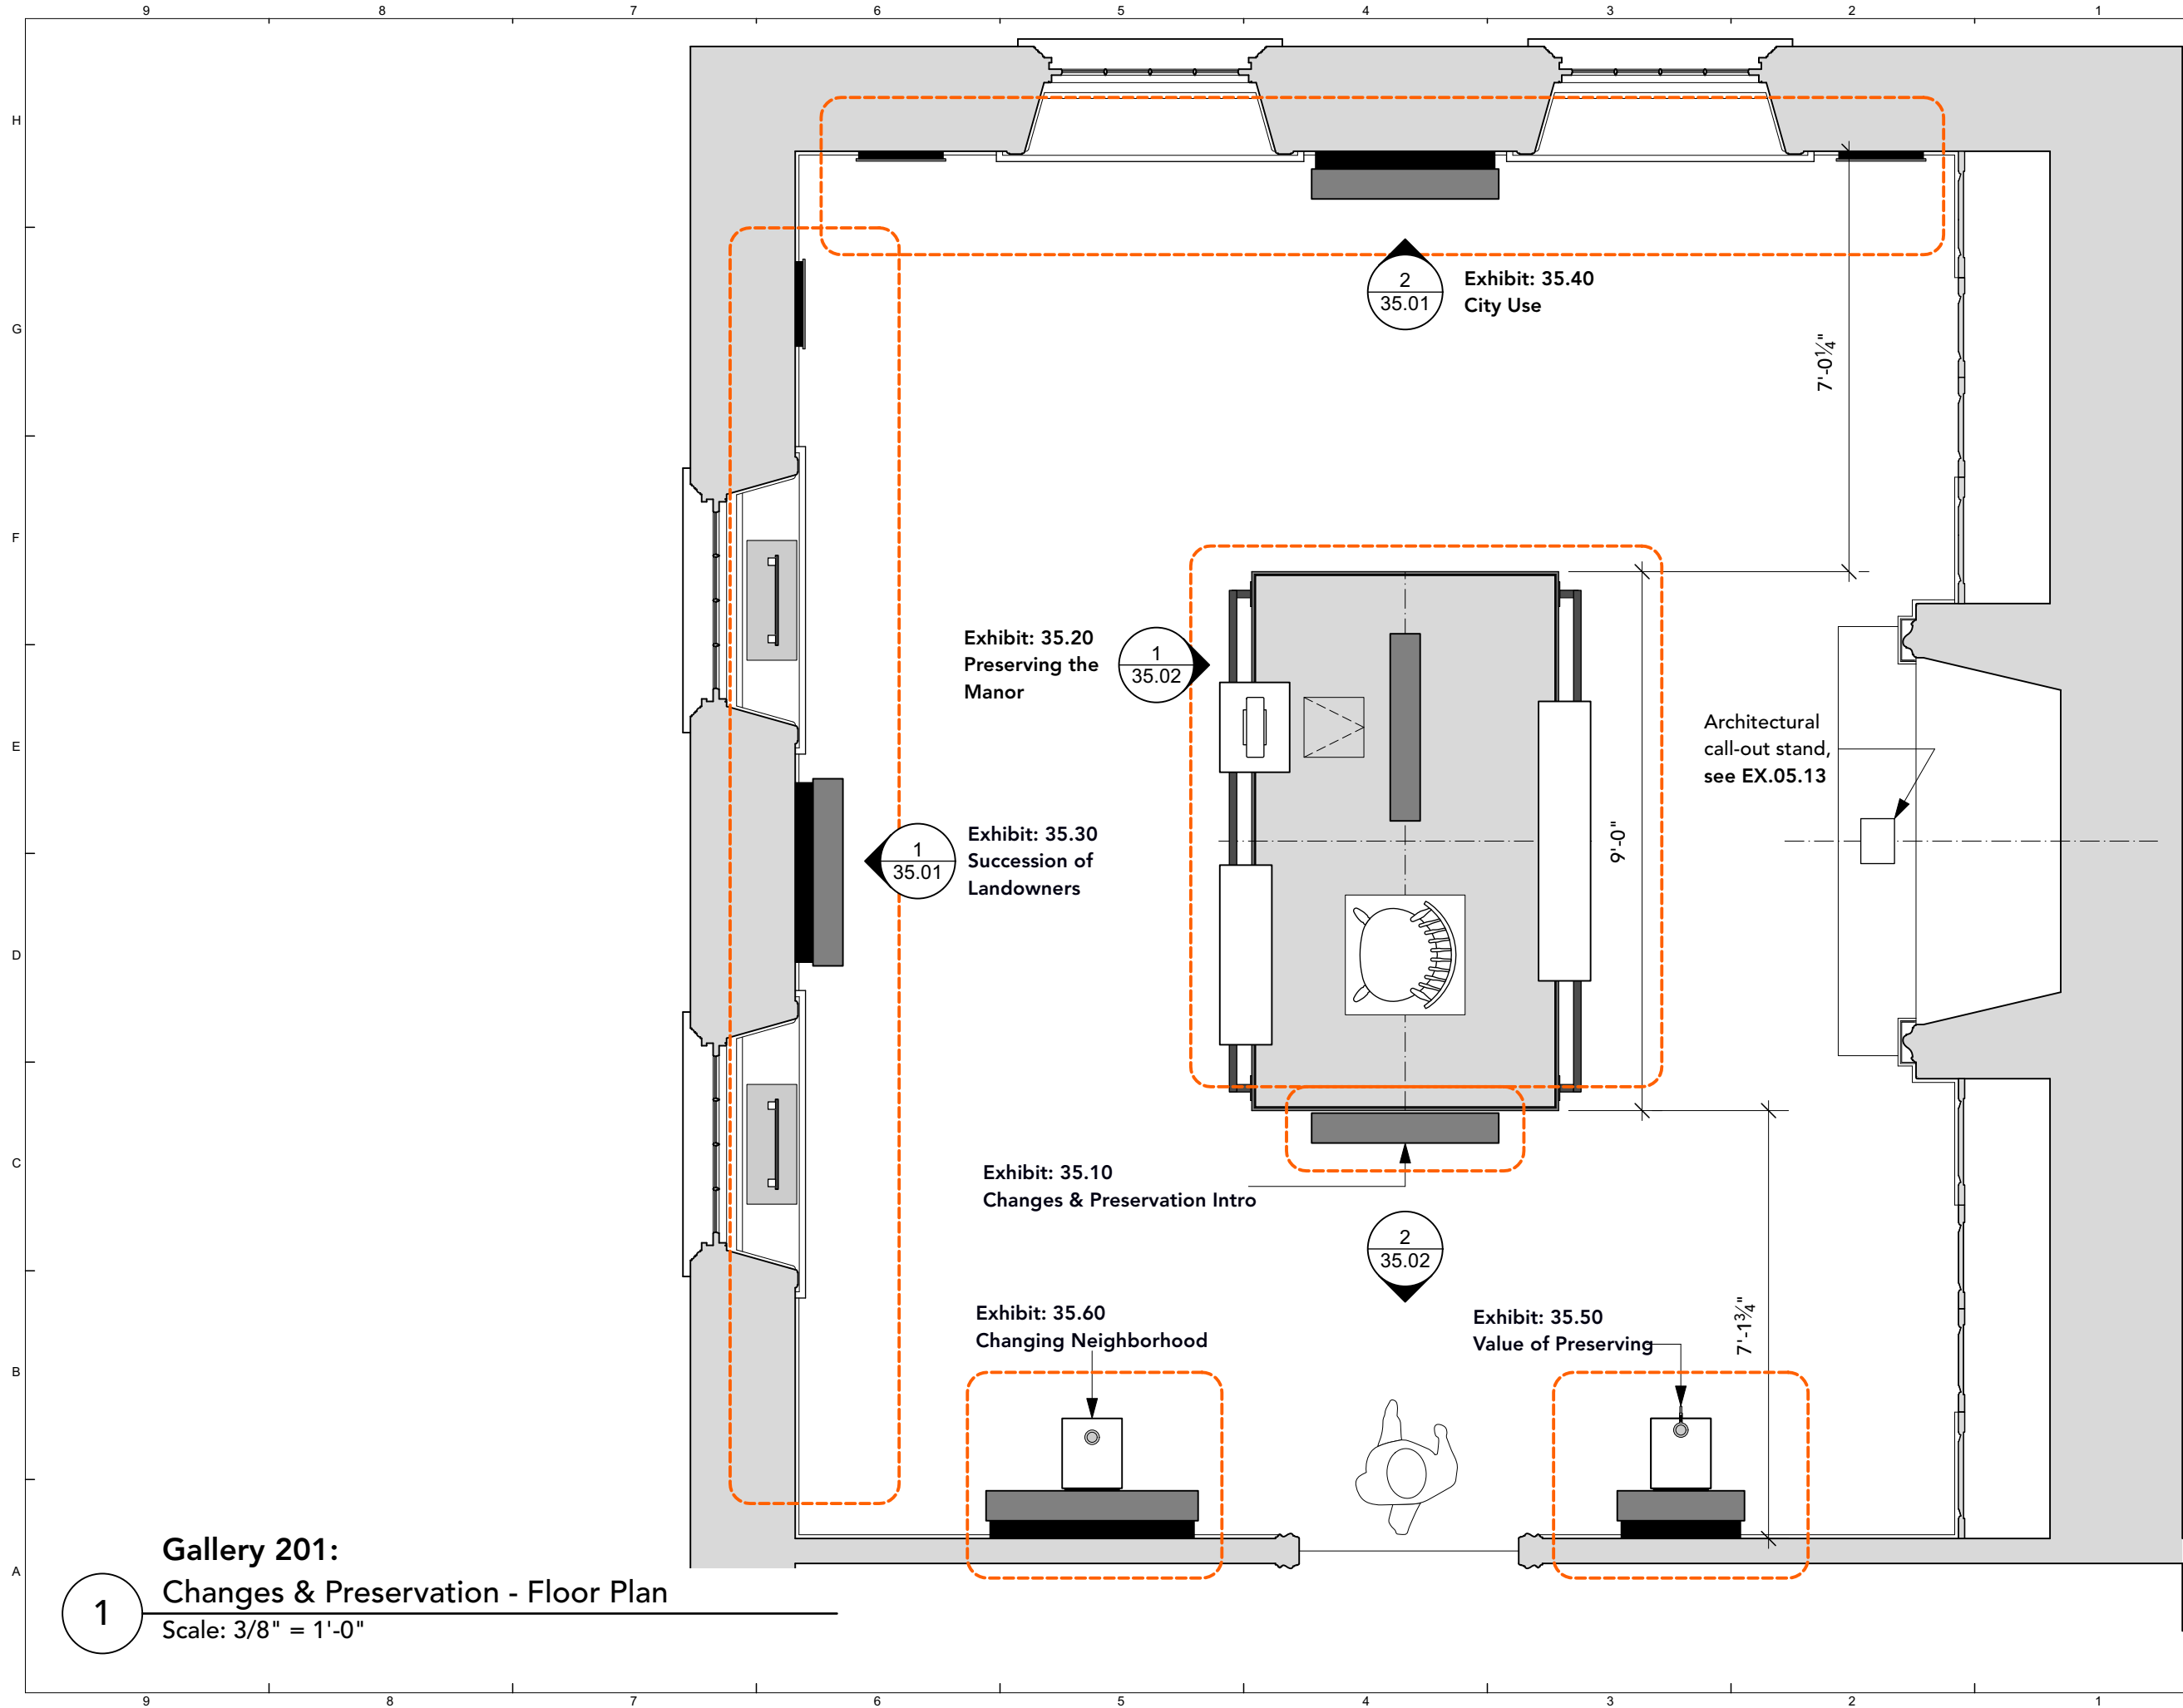 9 8 7 6 5 4 3 2 1
H
G
F
E
D
C
B
A
2
35.01
Exhibit: 35.40
City Use
7'-0¼"
Exhibit: 35.20
Preserving the
Manor
1
35.02
Architectural
call-out stand,
see EX.05.13
9'-0"
1
35.01
Exhibit: 35.30
Succession of
Landowners
Exhibit: 35.10
Changes & Preservation Intro
2
35.02
Exhibit: 35.60
Changing Neighborhood
Exhibit: 35.50
Value of Preserving
7'-1¾"
Gallery 201:
1
Changes & Preservation - Floor Plan
Scale: 3/8" = 1'-0"
9 8 7 6 5 4 3 2 1